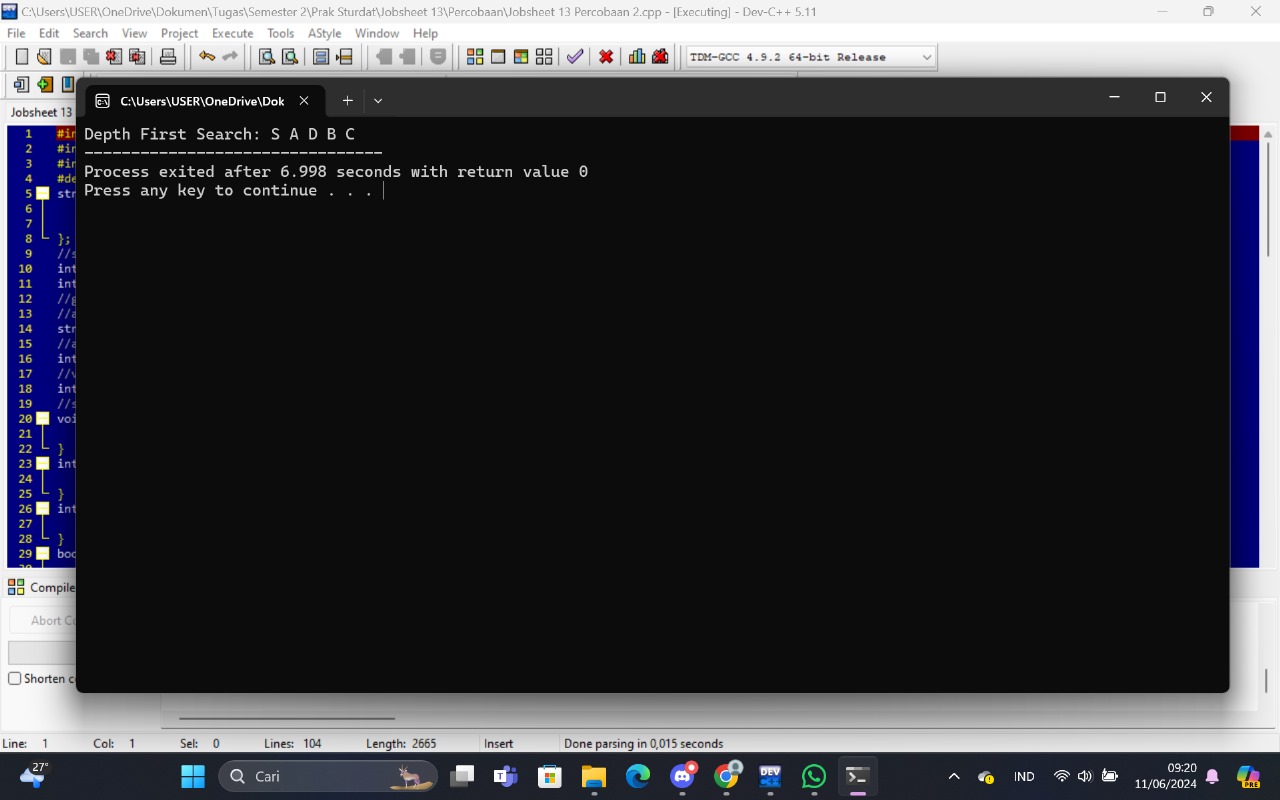 C:\Users\USER\OneDrive\Dokumen\Tugas\Semester 2\Prak Sturdat\Jobsheet 13\Percobaan\Jobsheet 13 Percobaan 2.cpp - [Executing] - Dev-C++ 5.11
File Edit Search View Project Execute Tools AStyle Window Help
TDM-GCC 4.9.2 64-bit Release
C:\Users\USER\OneDrive\Dok
Jobsheet 13
Depth First Search: S A D B C
--------------------------------
Process exited after 6.998 seconds with return value 0
Press any key to continue . . .
1 #in
2 #in
3 #in
4 #de
5 str
6
7
8 };
9 //s
10 int
11 int
12 //g
13 //a
14 str
15 //a
16 int
17 //v
18 int
19 //s
20 voi
21
22 }
23 int
24
25 }
26 int
27
28 }
29 boo
Compile
Abort Co
Shorten c
Line: 1 Col: 1 Sel: 0 Lines: 104 Length: 2665 Insert Done parsing in 0,015 seconds
27°
Cari
DEV
IND
09:20
11/06/2024
PRE